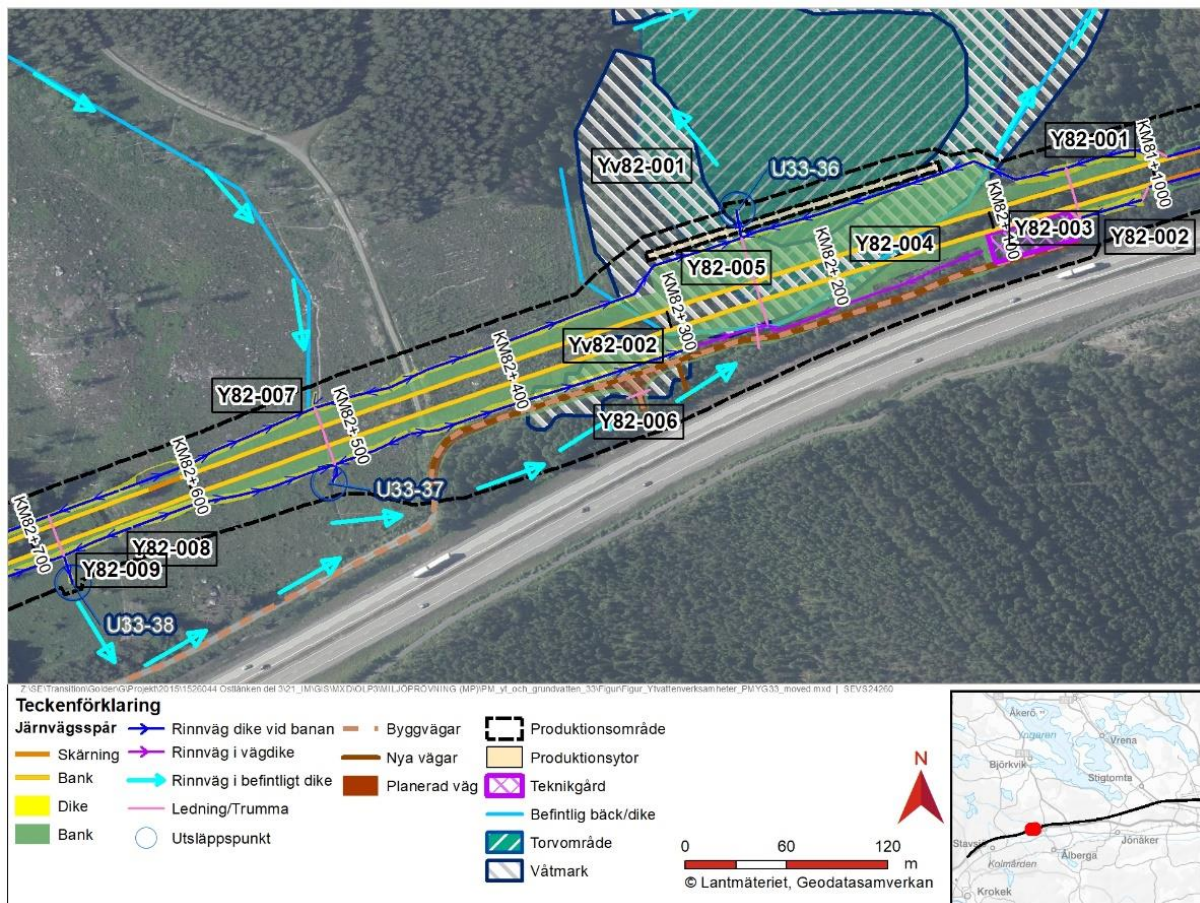 Y82-001
KM81+1000
Yv82-001
U33-36
Y82-003
KM82+100
Y82-002
Y82-004
Y82-005
KM82+200
KM82+300
Yv82-002
Y82-007
KM82+400
Y82-006
KM82+500
U33-37
KM82+600
KM82+700
Y82-008
Y82-009
U33-38
Teckenförklaring
Järnvägsspår
Skärning
Bank
Dike
Bank
Rinnväg dike vid banan
Rinnväg i vägdike
Rinnväg i befintligt dike
Ledning/Trumma
Utsläppspunkt
Byggvägar
Nya vägar
Planerad väg
Produktionsområde
Produktionsytor
Teknikgård
Befintlig bäck/dike
Torvområde
Våtmark
N
0 60 120
m
© Lantmäteriet, Geodatasamverkan
Åkerö
Yngaren
Vrena
Björkvik
Stigtomta
Stavsjö
Jönåker
Kolmården
Ålberga
Krokek